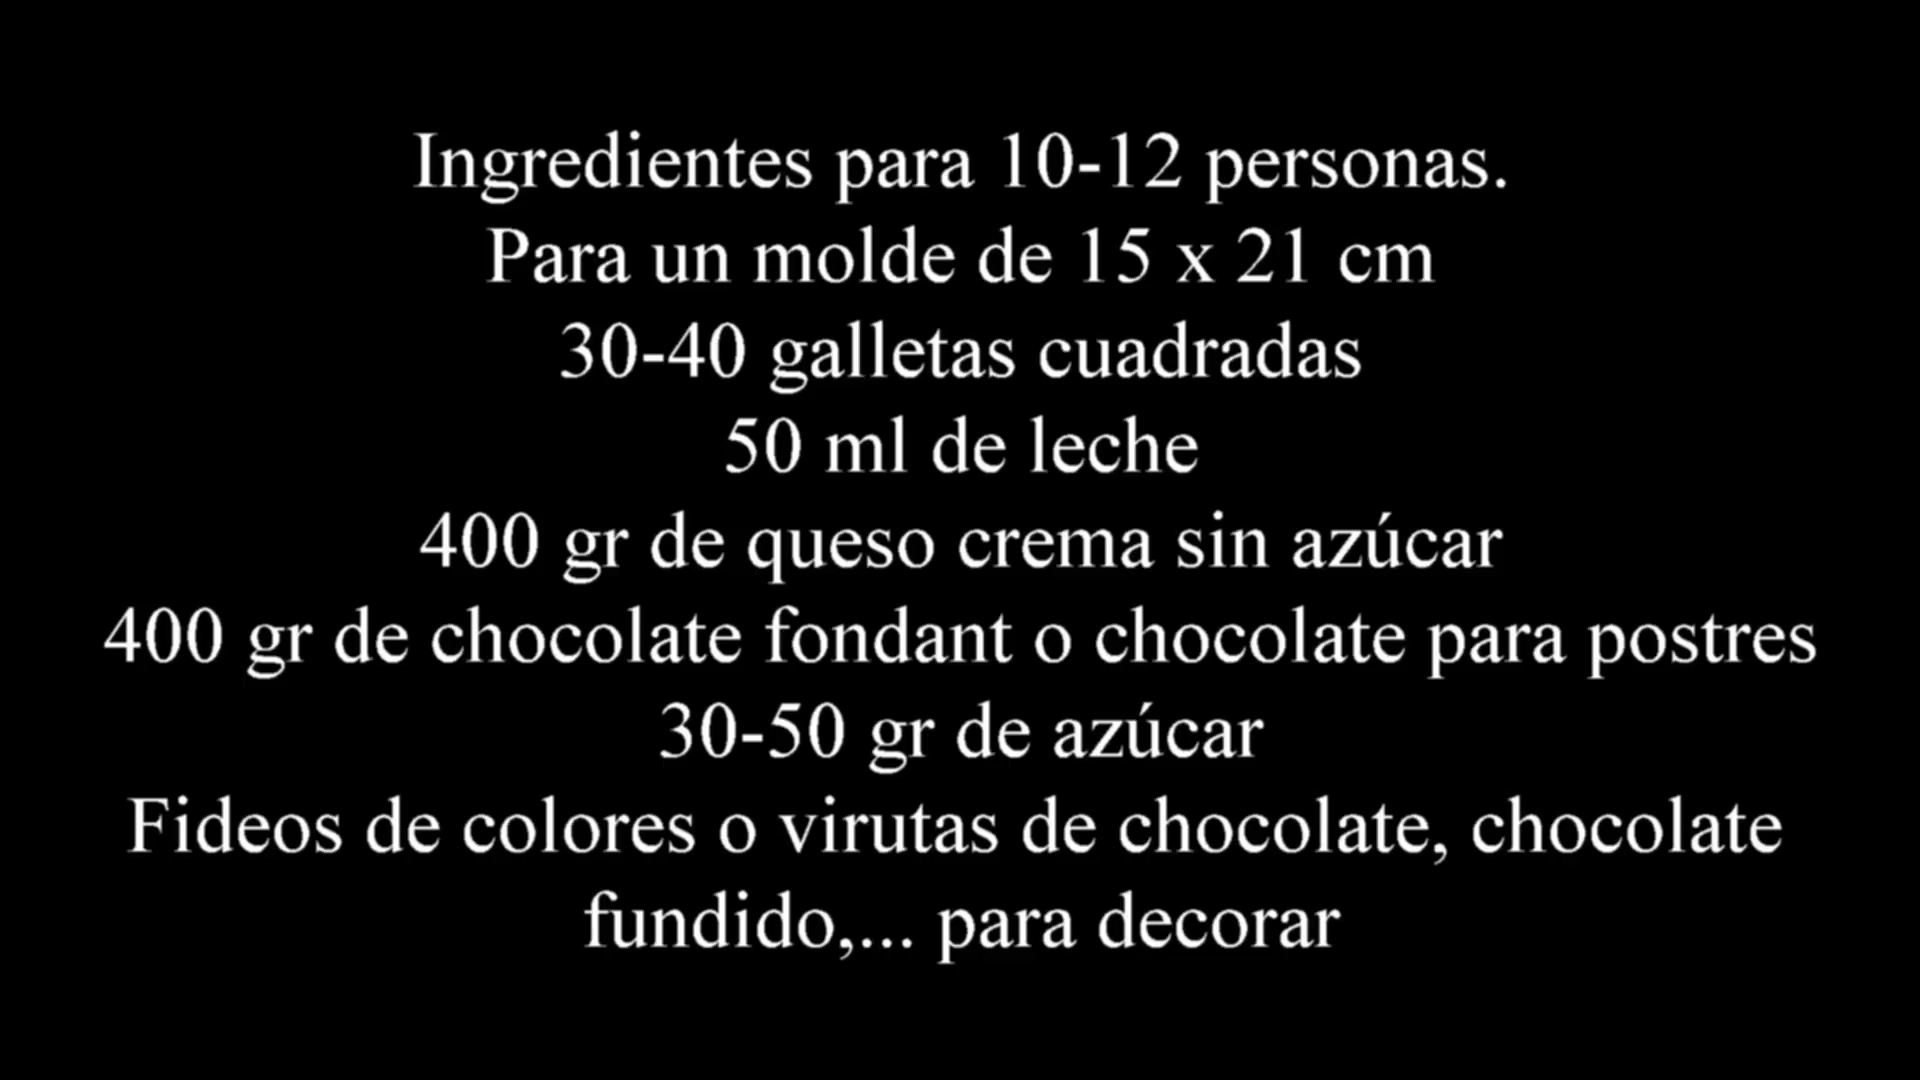 Ingredientes para 10-12 personas.
Para un molde de 15 x 21 cm
30-40 galletas cuadradas
50 ml de leche
400 gr de queso crema sin azúcar
400 gr de chocolate fondant o chocolate para postres
30-50 gr de azúcar
Fideos de colores o virutas de chocolate, chocolate
fundido,... para decorar